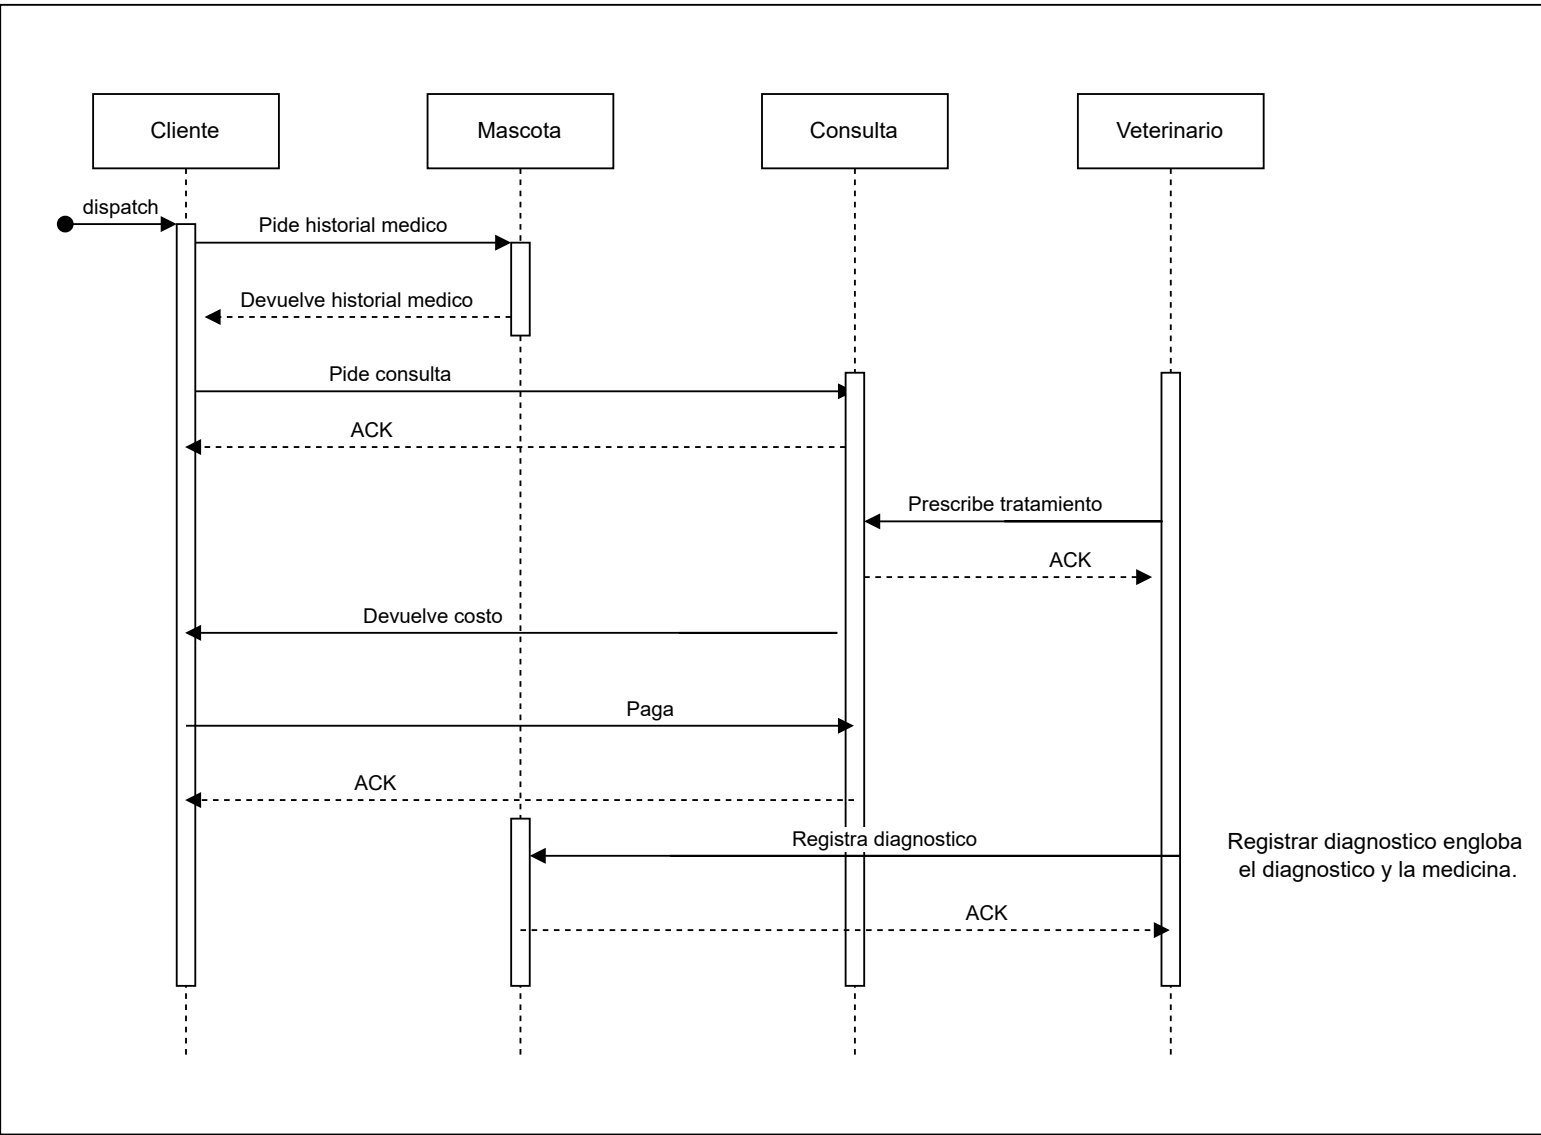 Cliente
Mascota
Consulta
Veterinario
dispatch
Pide historial medico
Devuelve historial medico
Pide consulta
ACK
Prescribe tratamiento
ACK
Devuelve costo
Paga
ACK
Registra diagnostico
Registrar diagnostico engloba
el diagnostico y la medicina.
ACK